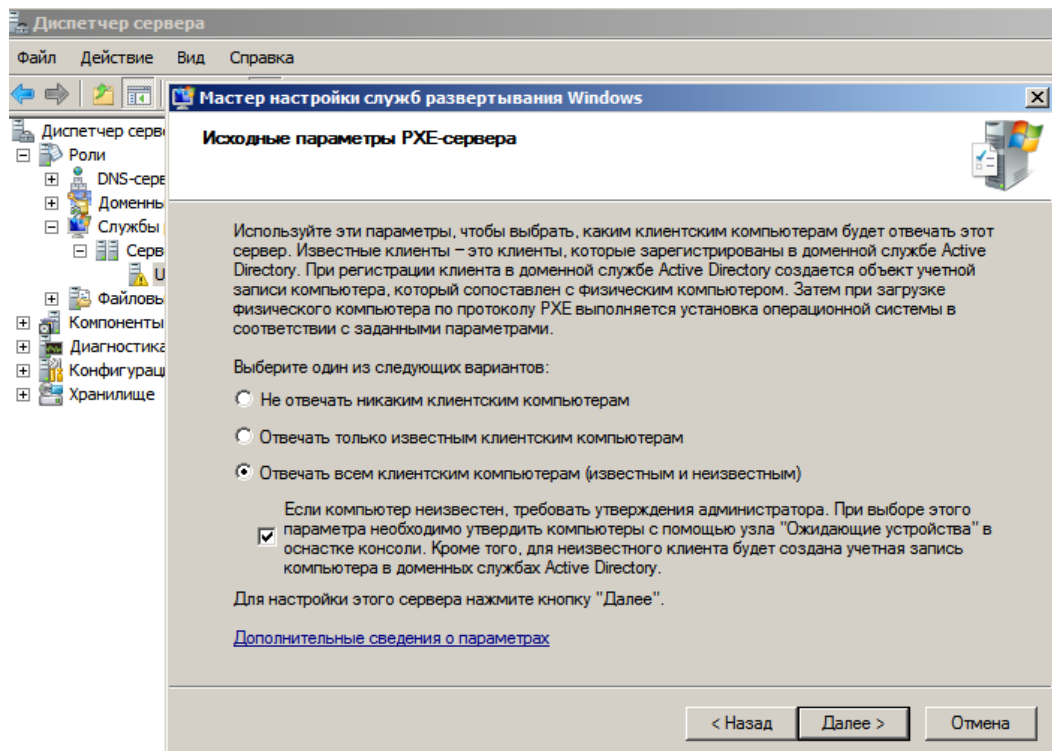 Диспетчер сервера
Файл Действие Вид Справка
Мастер настройки служб развертывания Windows
Диспетчер серв
Роли
DNS-серв
Доменны
Службы
Серв
U
Файловы
Компоненты
Диагностика
Конфигурац
Хранилище
Исходные параметры PXE-сервера
Используйте эти параметры, чтобы выбрать, каким клиентским компьютерам будет отвечать этот
сервер. Известные клиенты – это клиенты, которые зарегистрированы в доменной службе Active
Directory. При регистрации клиента в доменной службе Active Directory создается объект учетной
записи компьютера, который сопоставлен с физическим компьютером. Затем при загрузке
физического компьютера по протоколу PXE выполняется установка операционной системы в
соответствии с заданными параметрами.
Выберите один из следующих вариантов:
Не отвечать никаким клиентским компьютерам
Отвечать только известным клиентским компьютерам
Отвечать всем клиентским компьютерам (известным и неизвестным)
Если компьютер неизвестен, требовать утверждения администратора. При выборе этого
параметра необходимо утвердить компьютеры с помощью узла "Ожидающие устройства" в
оснастке консоли. Кроме того, для неизвестного клиента будет создана учетная запись
компьютера в доменных службах Active Directory.
Для настройки этого сервера нажмите кнопку "Далее".
Дополнительные сведения о параметрах
< Назад Далее > Отмена